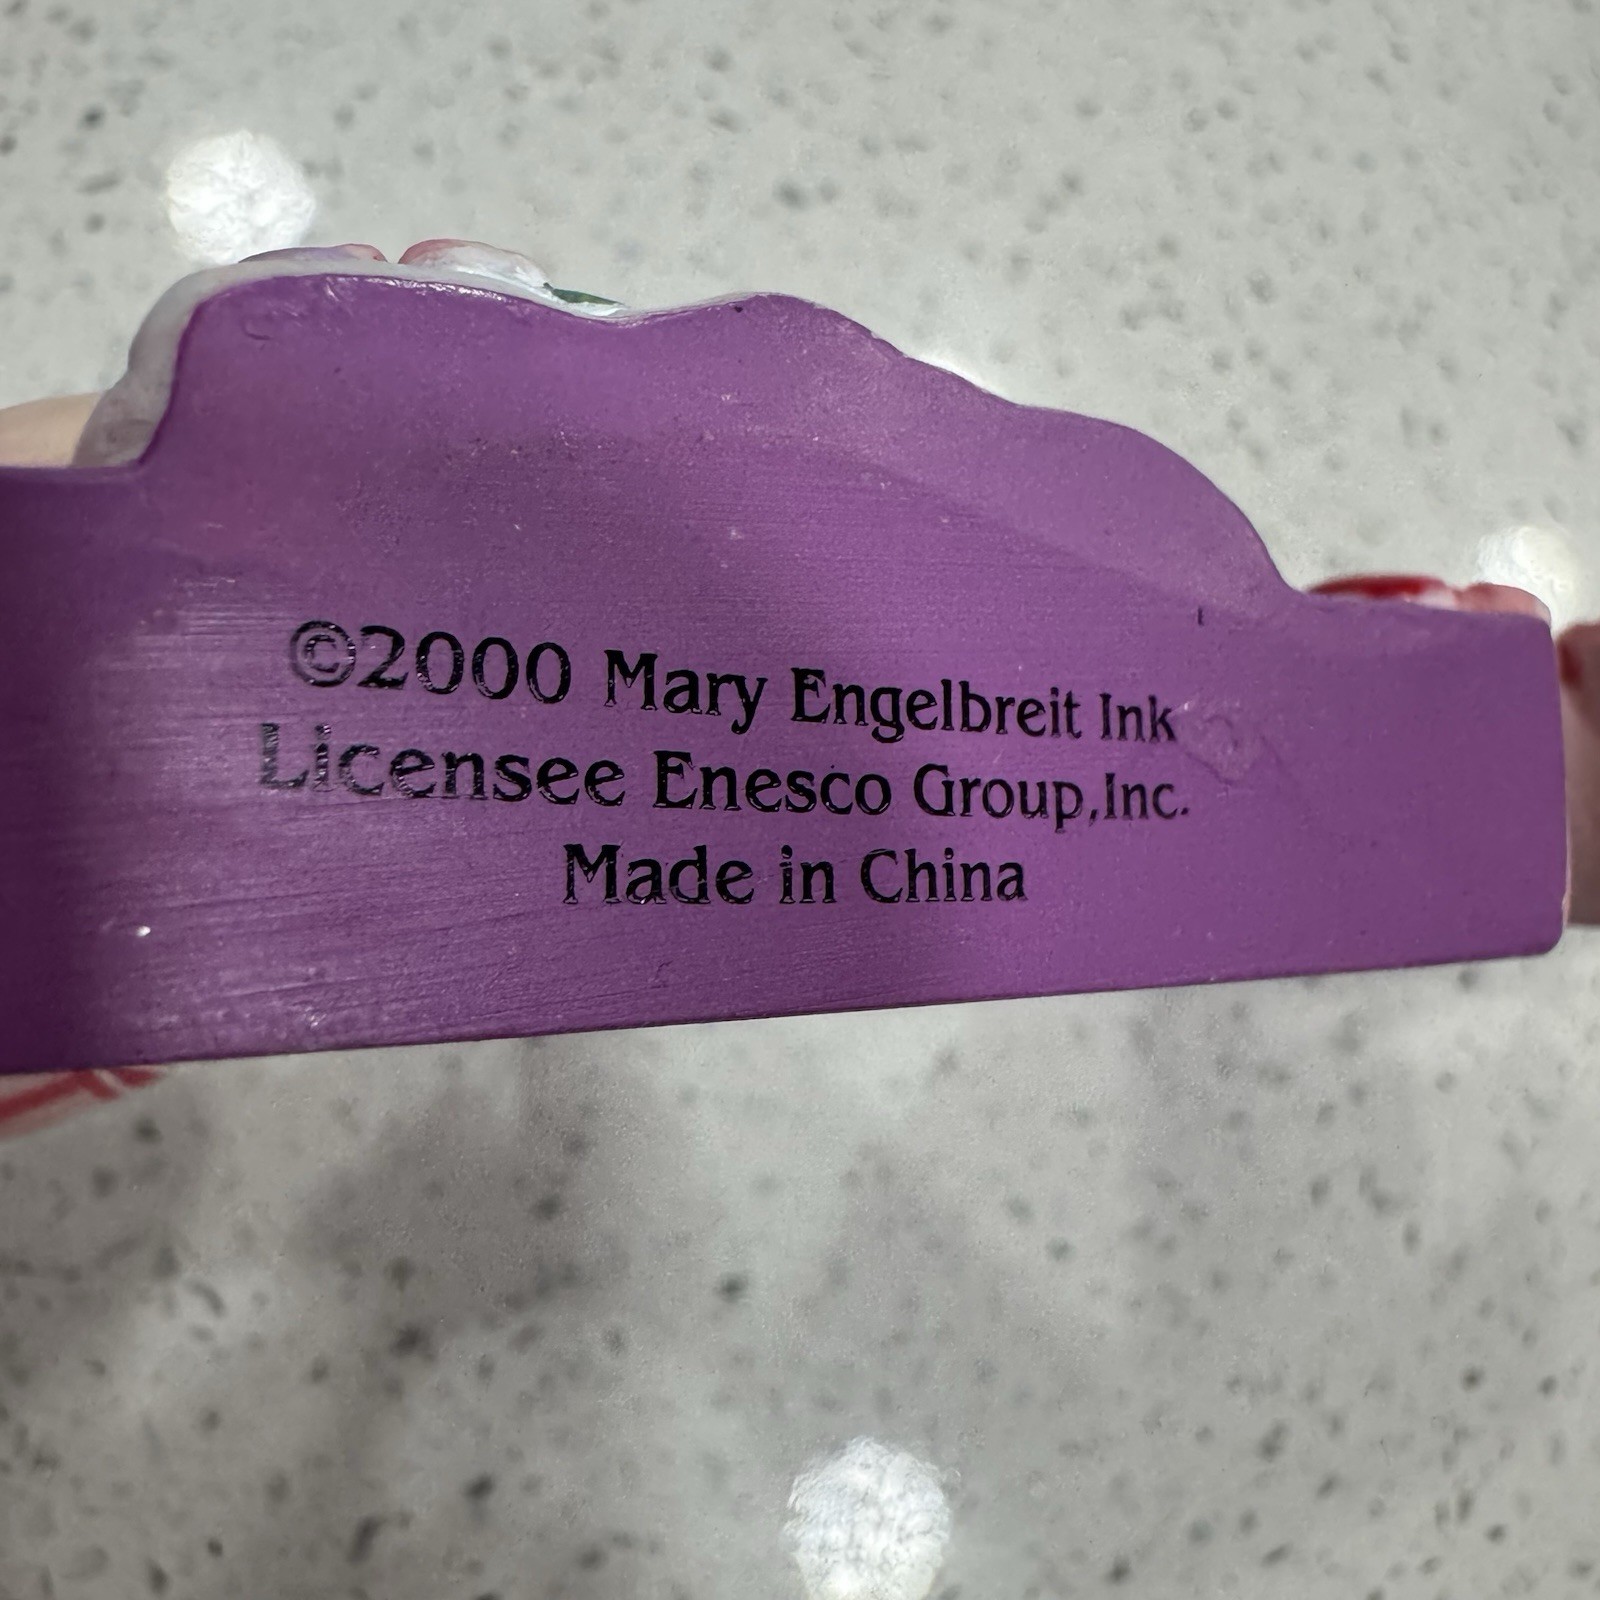 ©2000 Mary Engelbreit Ink
Licensee Enesco Group,Inc.
Made in China